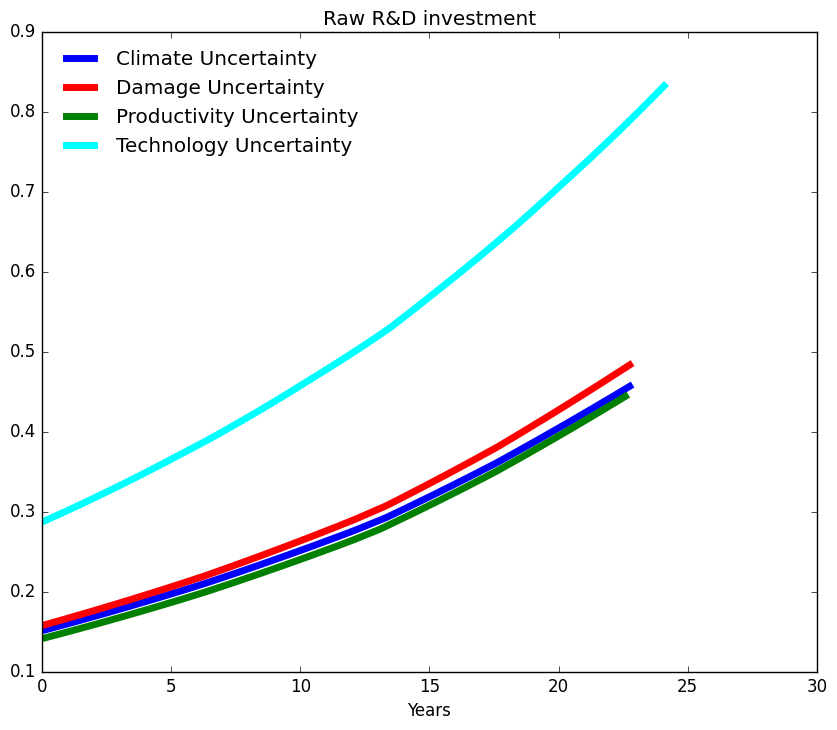 Raw R&D investment
0.9
0.8
0.7
0.6
0.5
0.4
0.3
0.2
0.1
Climate Uncertainty
Damage Uncertainty
Productivity Uncertainty
Technology Uncertainty
0 5 10 15 20 25 30
Years